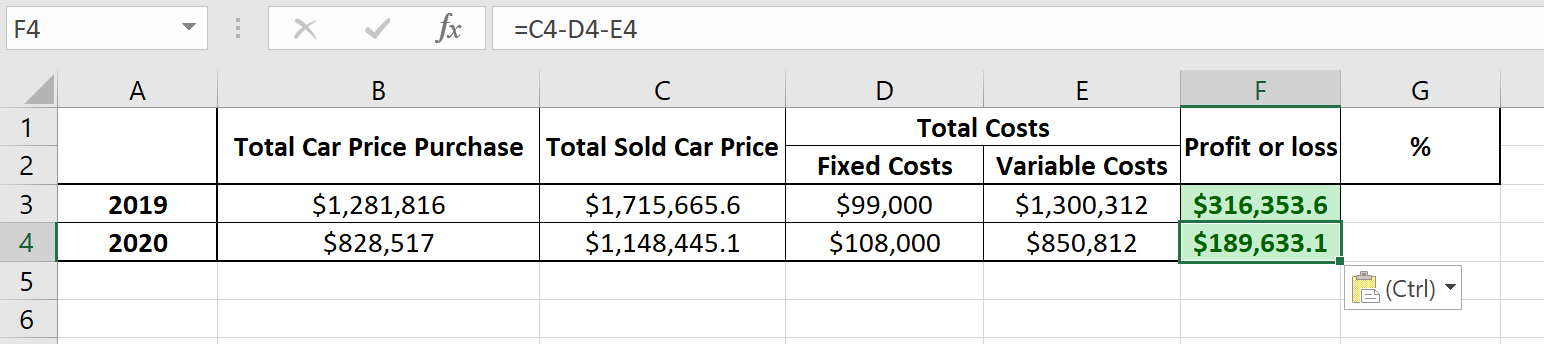 F4 fx =C4-D4-E4
A B C D E F G
1 Total Costs
Total Car Price Purchase Total Sold Car Price Profit or loss %
2 Fixed Costs Variable Costs
3 2019 $1,281,816 $1,715,665.6 $99,000 $1,300,312 $316,353.6
4 2020 $828,517 $1,148,445.1 $108,000 $850,812 $189,633.1
5 (Ctrl)
6